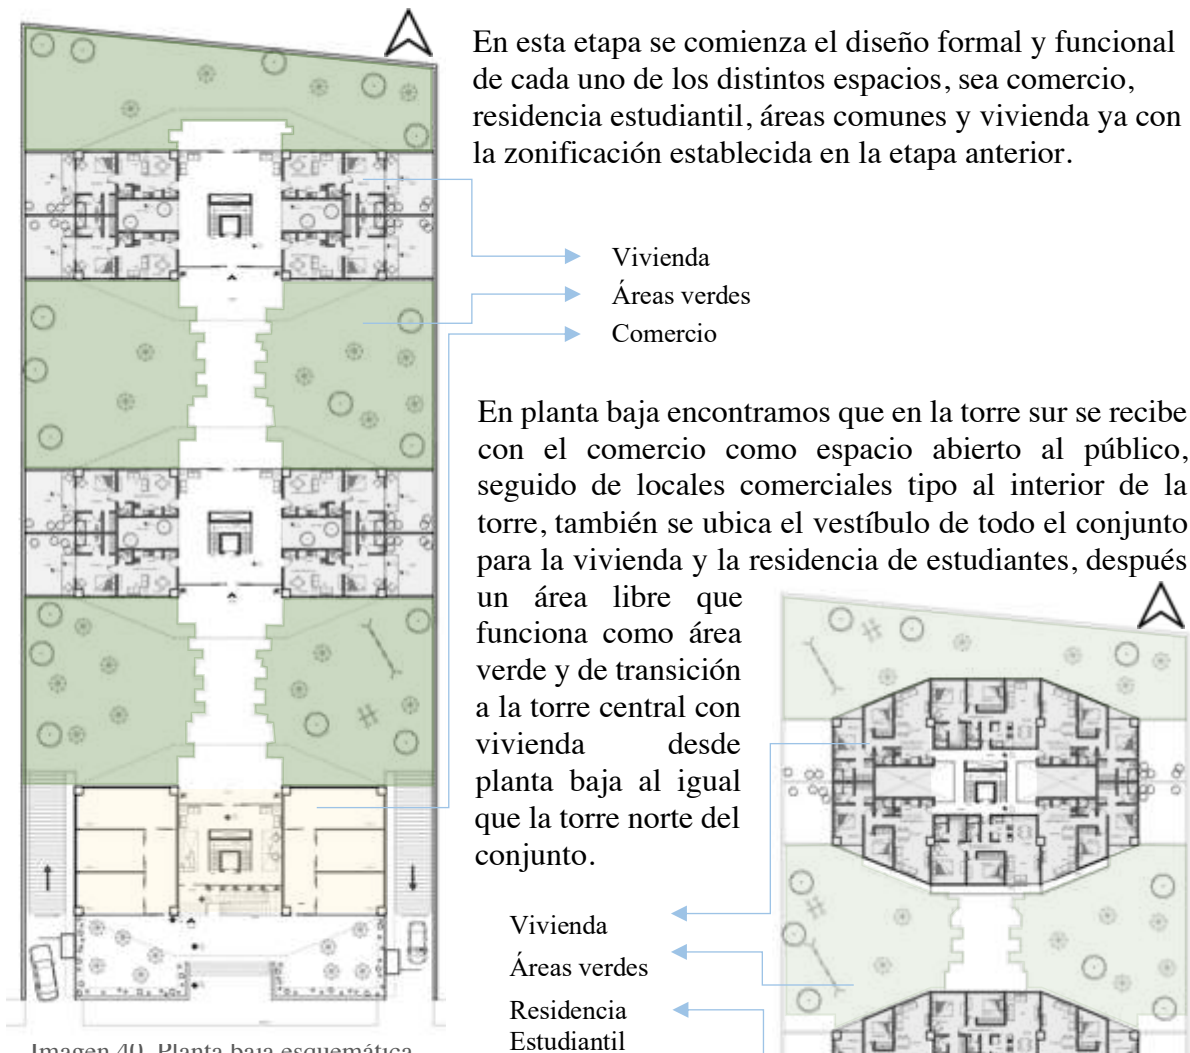 En esta etapa se comienza el diseño formal y funcional
de cada uno de los distintos espacios, sea comercio,
residencia estudiantil, áreas comunes y vivienda ya con
la zonificación establecida en la etapa anterior.
Vivienda
Áreas verdes
Comercio
En planta baja encontramos que en la torre sur se recibe
con el comercio como espacio abierto al público,
seguido de locales comerciales tipo al interior de la
torre, también se ubica el vestíbulo de todo el conjunto
para la vivienda y la residencia de estudiantes, después
un área libre que
funciona como área
verde y de transición
a la torre central con
vivienda desde
planta baja al igual
que la torre norte del
conjunto.
Vivienda
Áreas verdes
Residencia
Estudiantil
Imagen 40. Planta baja esquemática